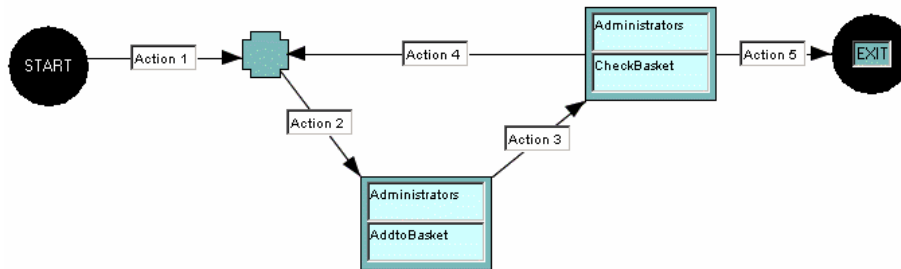 START
Action 1
Action 4
Administrators
CheckBasket
Action 5
EXIT
Action 2
Action 3
Administrators
AddtoBasket